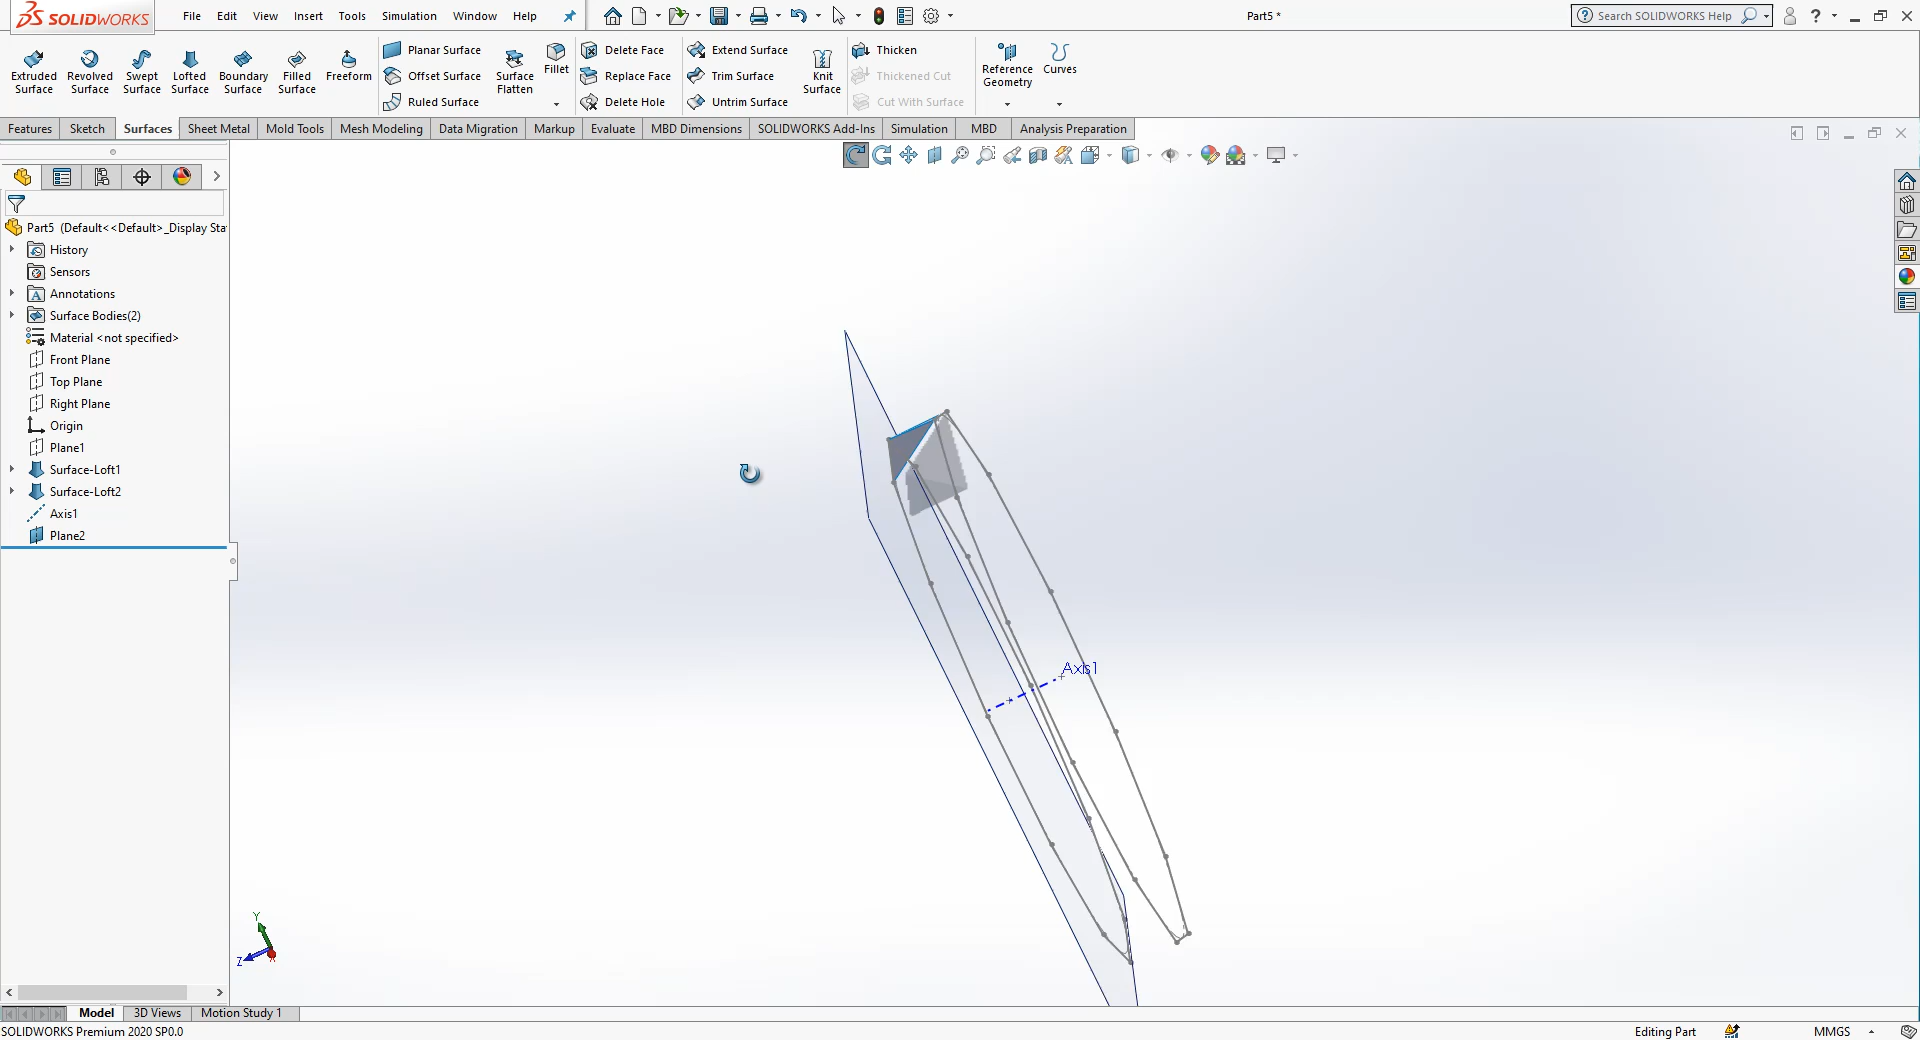 SOLIDWORKS
File Edit View Insert Tools Simulation Window Help
Part5 *
Search SOLIDWORKS Help
Extruded Surface
Revolved Surface
Swept Surface
Lofted Surface
Boundary Surface
Filled Surface
Freeform
Planar Surface
Offset Surface
Ruled Surface
Surface Flatten
Fillet
Delete Face
Replace Face
Delete Hole
Extend Surface
Trim Surface
Untrim Surface
Knit Surface
Thicken
Thickened Cut
Cut With Surface
Reference Geometry
Curves
Features Sketch Surfaces Sheet Metal Mold Tools Mesh Modeling Data Migration Markup Evaluate MBD Dimensions SOLIDWORKS Add-Ins Simulation MBD Analysis Preparation
Part5 (Default<<Default>_Display Sta
History
Sensors
Annotations
Surface Bodies(2)
Material <not specified>
Front Plane
Top Plane
Right Plane
Origin
Plane1
Surface-Loft1
Surface-Loft2
Axis1
Plane2
Axis1
Y
Z
X
Model 3D Views Motion Study 1
SOLIDWORKS Premium 2020 SP0.0
Editing Part
MMGS